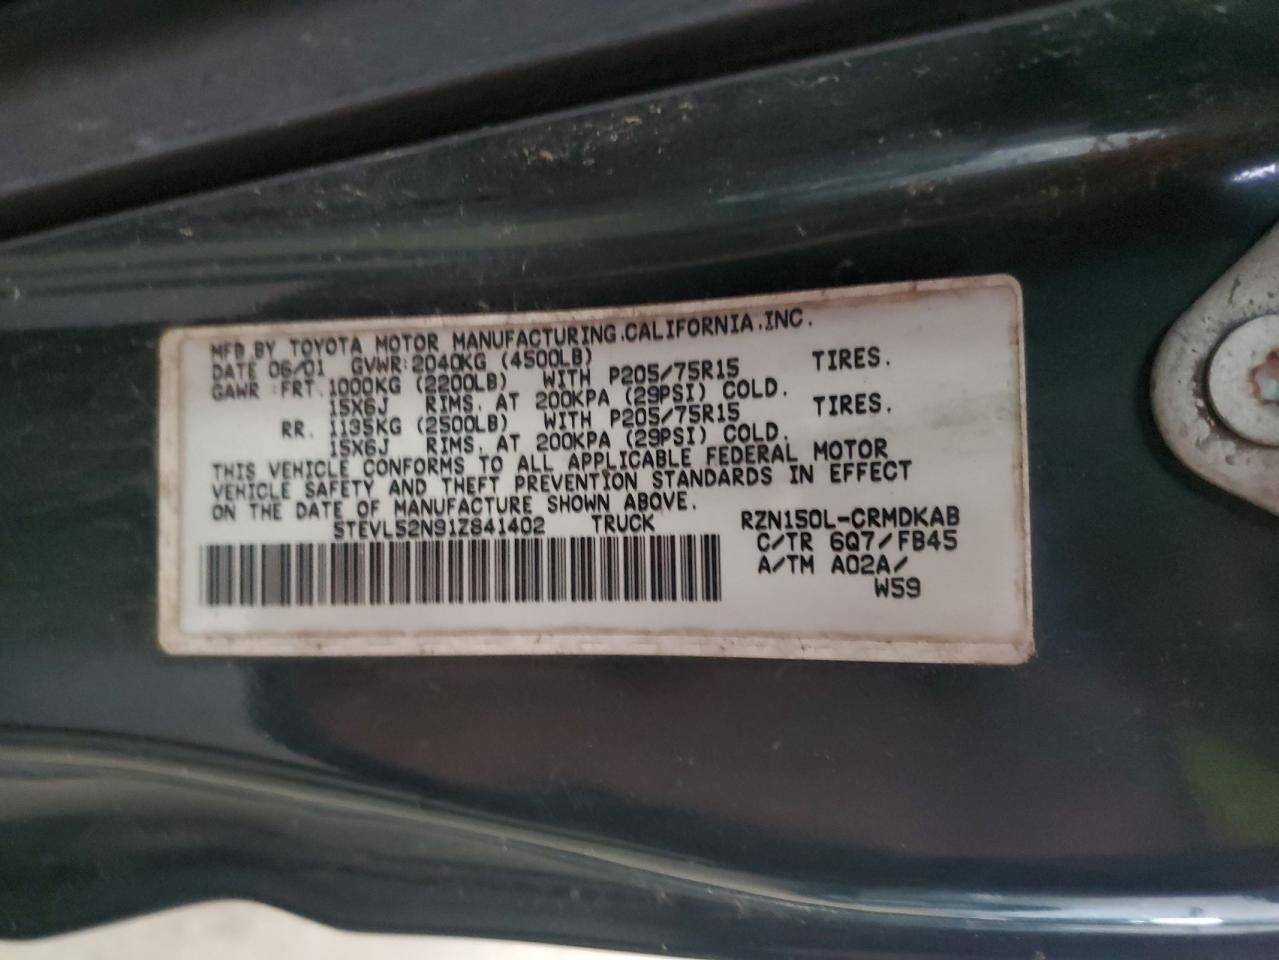 MFD BY TOYOTA MOTOR MANUFACTURING.CALIFORNIA.INC.
DATE 06/01 GVWR:2040KG (4500LB)
GAWR :FRT. 1000KG (2200LB) WITH P205/75R15 TIRES.
15X6J RIMS. AT 200KPA (29PSI) COLD.
RR. 1135KG (2500LB) WITH P205/75R15 TIRES.
15X6J RIMS. AT 200KPA (29PSI) COLD.
THIS VEHICLE CONFORMS TO ALL APPLICABLE FEDERAL MOTOR
VEHICLE SAFETY AND THEFT PREVENTION STANDARDS IN EFFECT
ON THE DATE OF MANUFACTURE SHOWN ABOVE.
5TEVL52N91Z841402 TRUCK RZN150L-CRMDKAB
C/TR 6Q7/FB45
A/TM A02A/
W59